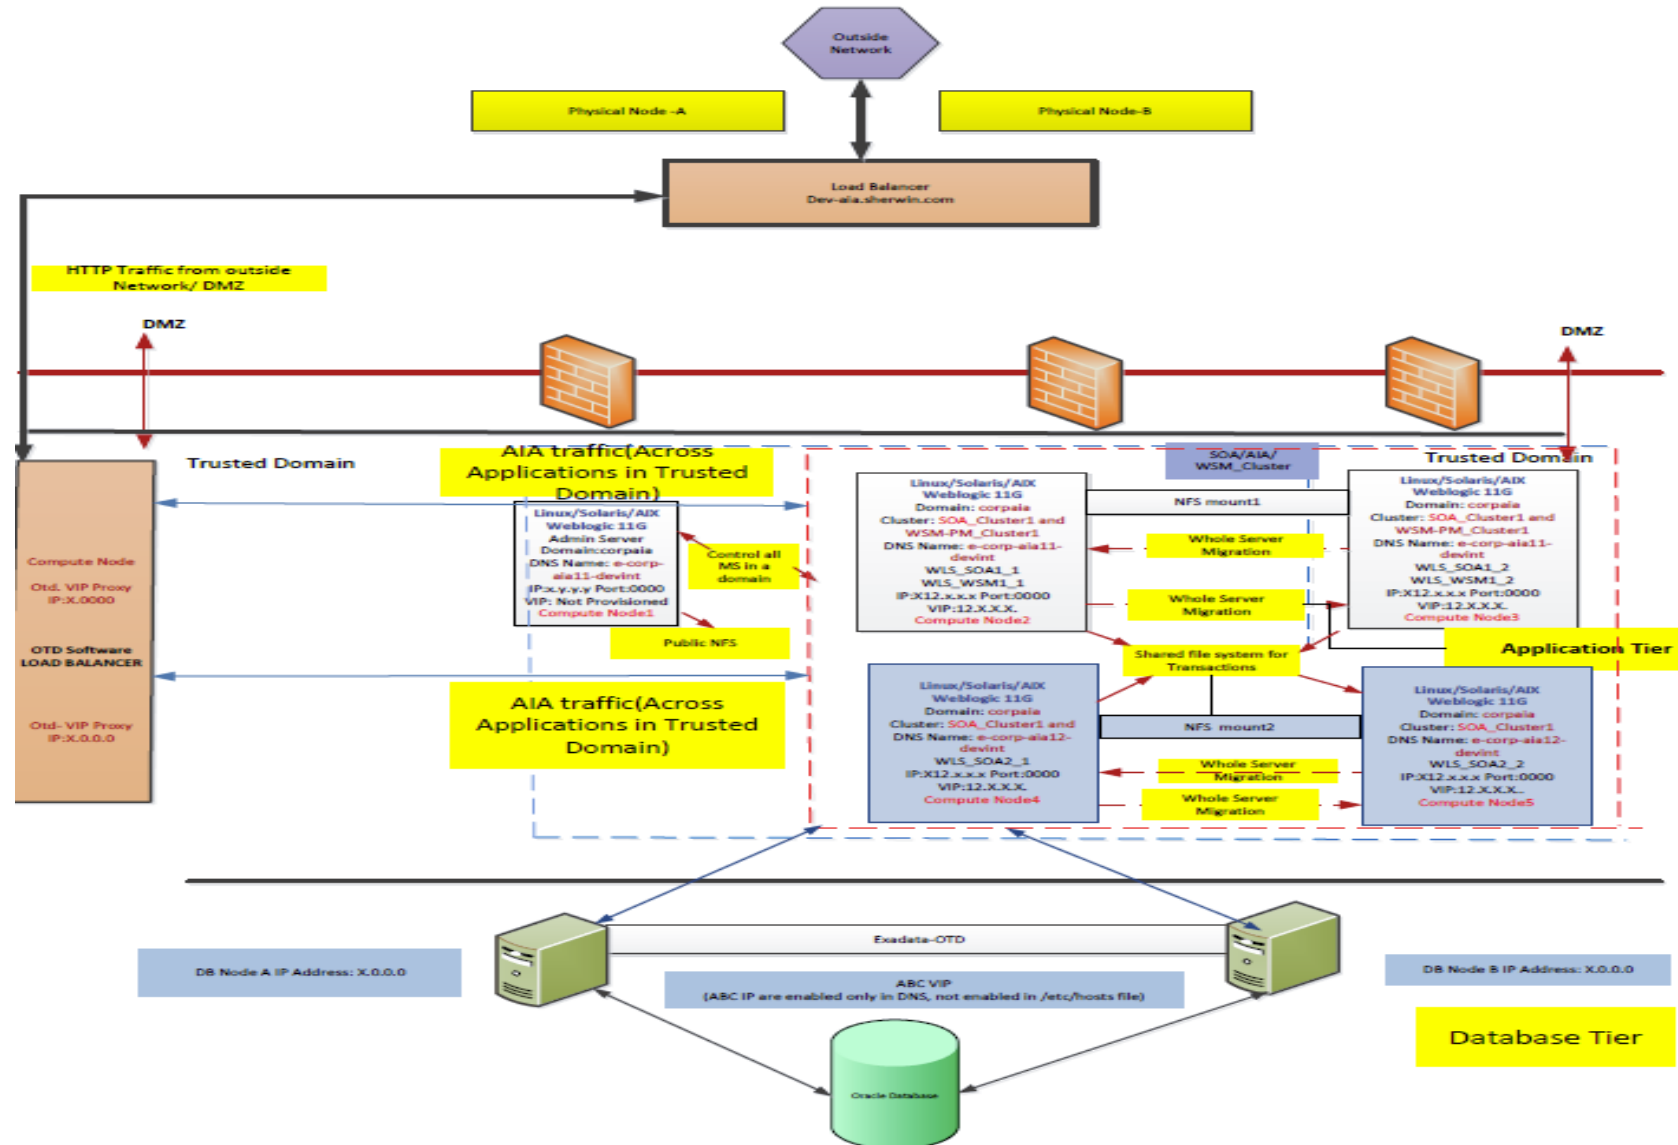 Outside
Network
Physical Node -A
Physical Node-B
Load Balancer
Dev-aia.sherwin.com
HTTP Traffic from outside
Network/ DMZ
DMZ
DMZ
Trusted Domain
AIA traffic(Across
Applications in Trusted
Domain)
SOA/AIA/
WSM_Cluster
Trusted Domain
Compute Node
Otd. VIP Proxy
IP:X.0000
OTD Software
LOAD BALANCER
Otd- VIP Proxy
IP:X.0.0.0
Linux/Solaris/AIX
Weblogic 11G
Admin Server
Domain:corpaia
DNS Name: e-corp-
aia11-devint
IP:x.y.y.y Port:0000
VIP: Not Provisioned
Compute Node1
Control all
MS in a
domain
Public NFS
AIA traffic(Across
Applications in Trusted
Domain)
Linux/Solaris/AIX
Weblogic 11G
Domain: corpaia
Cluster: SOA_Cluster1 and
WSM-PM_Cluster1
DNS Name: e-corp-aia11-
devint
WLS_SOA1_1
WLS_WSM1_1
IP:X12.x.x.x Port:0000
VIP:12.X.X.X.
Compute Node2
NFS mount1
Whole Server
Migration
Whole Server
Migration
Linux/Solaris/AIX
Weblogic 11G
Domain: corpaia
Cluster: SOA_Cluster1 and
WSM-PM_Cluster1
DNS Name: e-corp-aia11-
devint
WLS_SOA1_2
WLS_WSM1_2
IP:X12.x.x.x Port:0000
VIP:12.X.X.X.
Compute Node3
Shared file system for
Transactions
Application Tier
Linux/Solaris/AIX
Weblogic 11G
Domain: corpaia
Cluster: SOA_Cluster1 and
DNS Name: e-corp-aia12-
devint
WLS_SOA2_1
IP:X12.x.x.x Port:0000
VIP:12.X.X.X.
Compute Node4
NFS mount2
Whole Server
Migration
Whole Server
Migration
Linux/Solaris/AIX
Weblogic 11G
Domain: corpaia
Cluster: SOA_Cluster1
DNS Name: e-corp-aia12-
devint
WLS_SOA2_2
IP:X12.x.x.x Port:0000
VIP:12.X.X.X..
Compute Node5
Exadata-OTD
DB Node A IP Address: X.0.0.0
ABC VIP
(ABC IP are enabled only in DNS, not enabled in /etc/hosts file)
DB Node B IP Address: X.0.0.0
Database Tier
Oracle Database